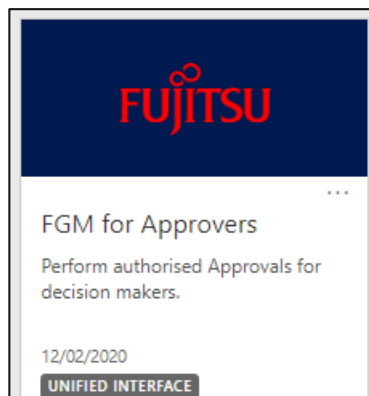 FUJITSU
...
FGM for Approvers
Perform authorised Approvals for
decision makers.
12/02/2020
UNIFIED INTERFACE